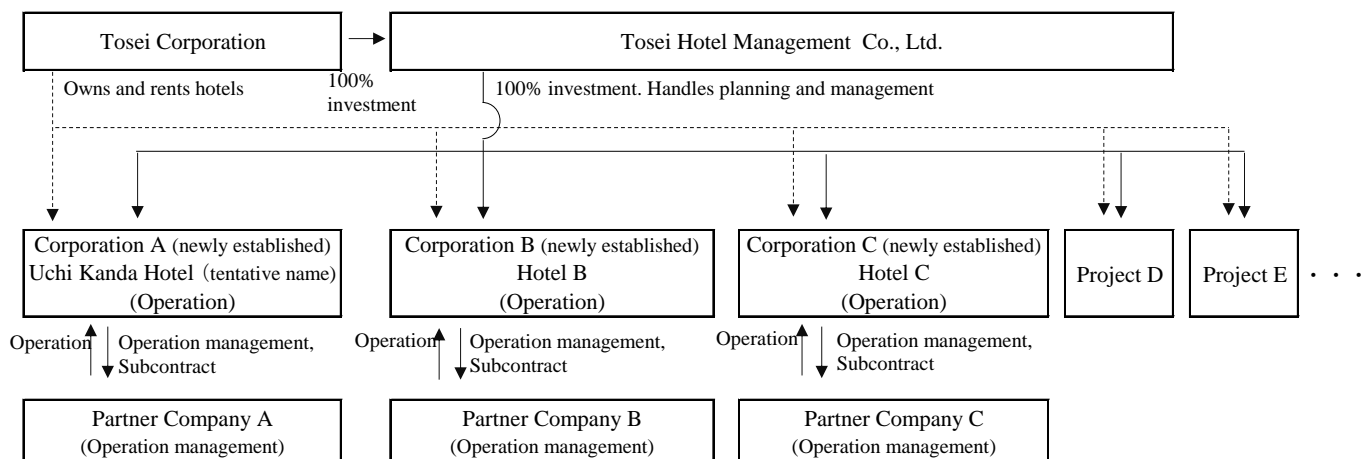 Tosei Corporation
Tosei Hotel Management Co., Ltd.
Owns and rents hotels
100%
investment
100% investment. Handles planning and management
Corporation A (newly established)
Uchi Kanda Hotel（tentative name)
(Operation)
Corporation B (newly established)
Hotel B
(Operation)
Corporation C (newly established)
Hotel C
(Operation)
Project D
Project E
・・・
Operation
Operation management,
Subcontract
Operation
Operation management,
Subcontract
Operation
Operation management,
Subcontract
Partner Company A
(Operation management)
Partner Company B
(Operation management)
Partner Company C
(Operation management)